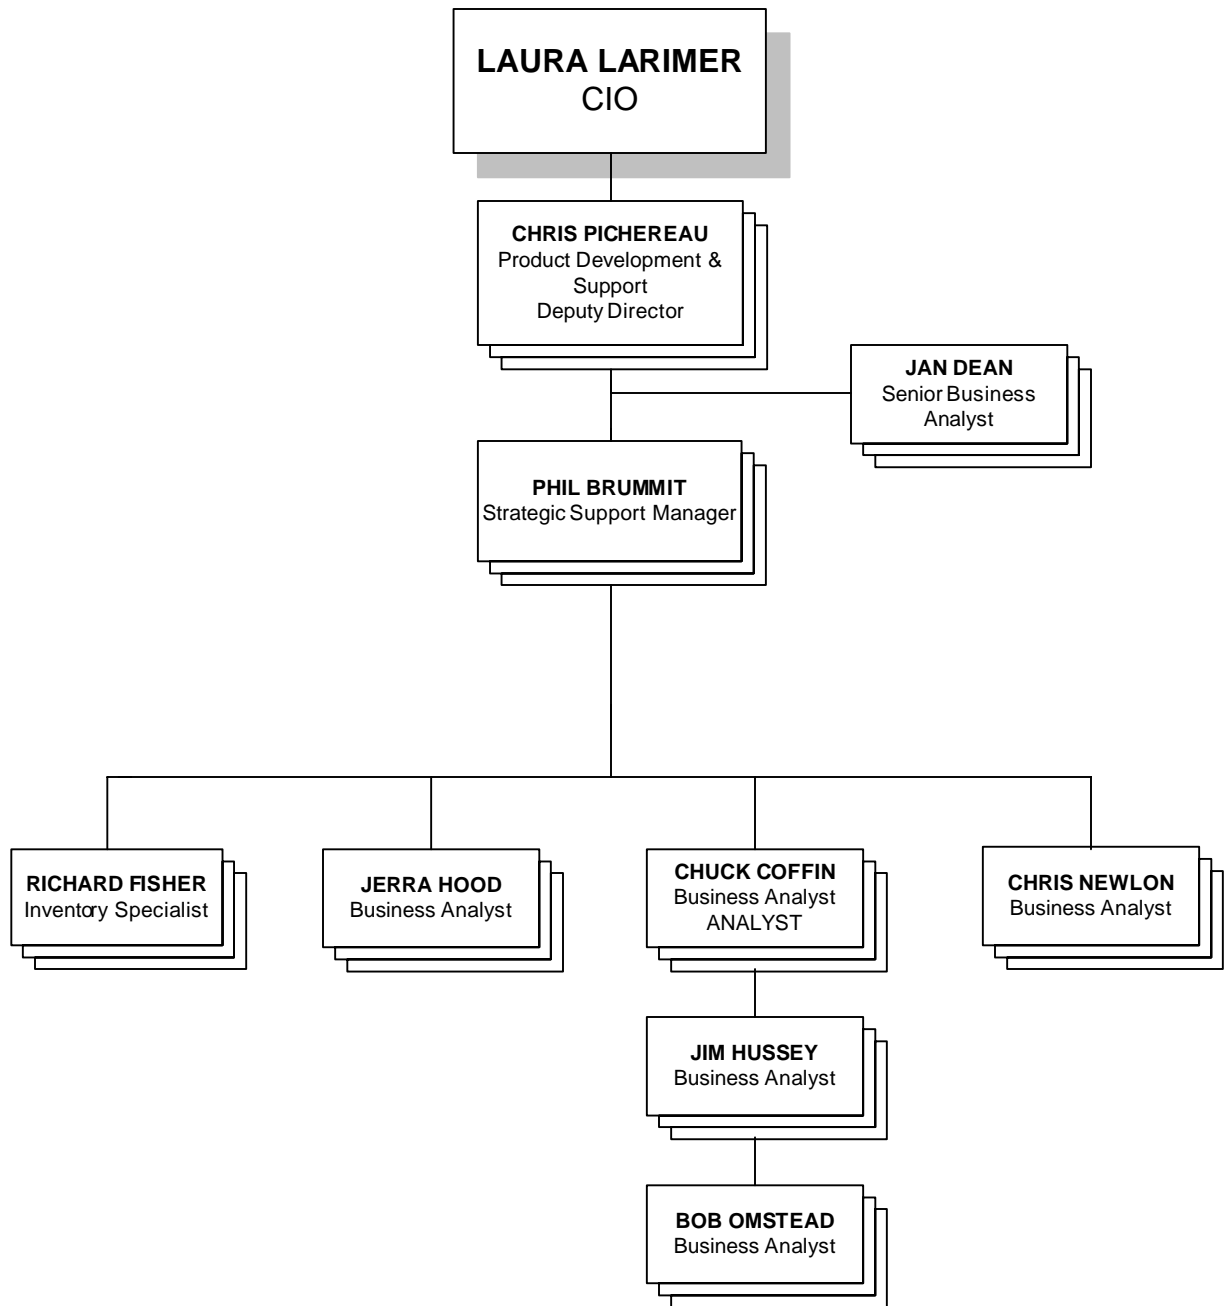 LAURA LARIMER
CIO
CHRIS PICHEREAU
Product Development &
Support
Deputy Director
JAN DEAN
Senior Business
Analyst
PHIL BRUMMIT
Strategic Support Manager
RICHARD FISHER
Inventory Specialist
JERRA HOOD
Business Analyst
CHUCK COFFIN
Business Analyst
ANALYST
CHRIS NEWLON
Business Analyst
JIM HUSSEY
Business Analyst
BOB OMSTEAD
Business Analyst